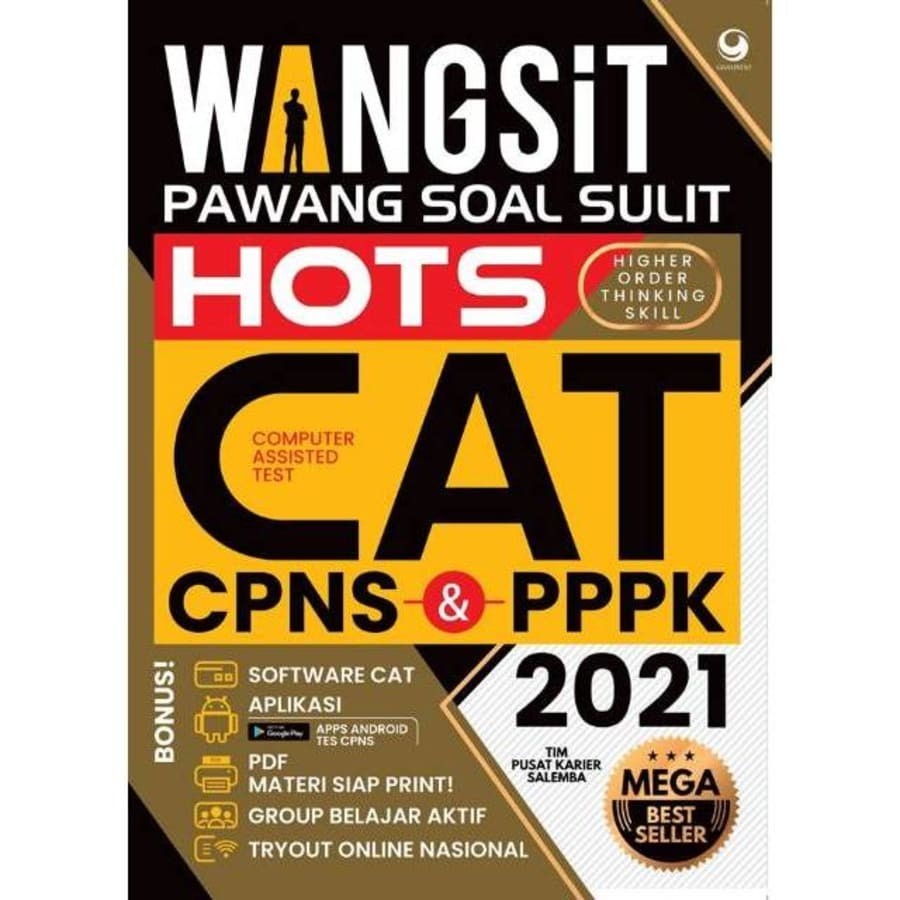 WANGSiT
PAWANG SOAL SULIT
HOTS
HIGHER
ORDER
THINKING
SKILL
CAT
COMPUTER
ASSISTED
TEST
CPNS & PPPK
2021
BONUS!
SOFTWARE CAT
APLIKASI
Google Play
APPS ANDROID
TES CPNS
PDF
MATERI SIAP PRINT!
GROUP BELAJAR AKTIF
TRYOUT ONLINE NASIONAL
TIM
PUSAT KARIER
SALEMBA
MEGA
BEST
SELLER